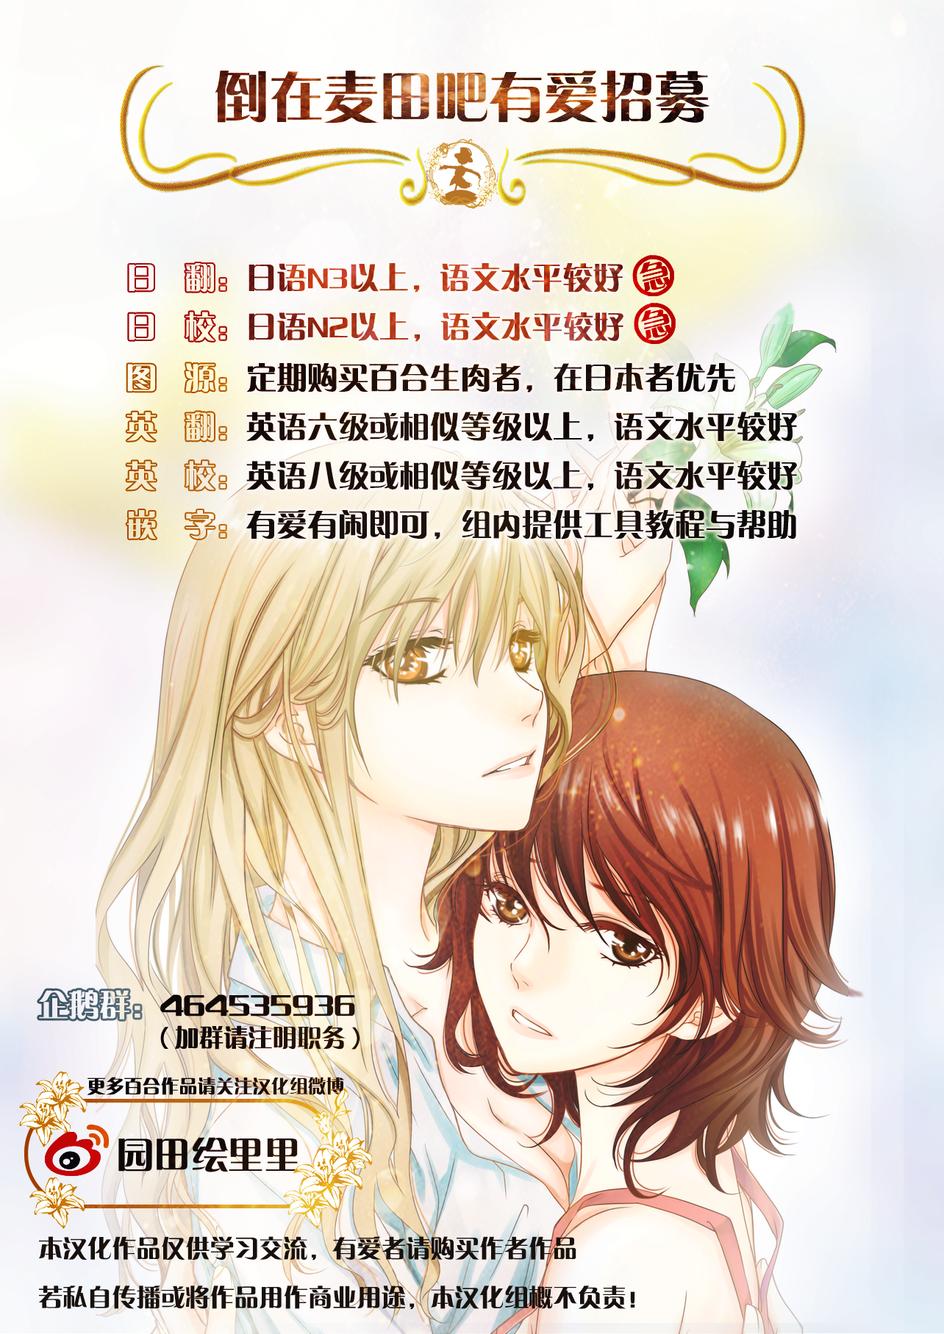 倒在麦田吧有爱招募
日 翻：日语N3以上，语文水平较好 急
日 校：日语N2以上，语文水平较好 急
图 源：定期购买百合生肉者，在日本者优先
英 翻：英语六级或相似等级以上，语文水平较好
英 校：英语八级或相似等级以上，语文水平较好
嵌 字：有爱有闲即可，组内提供工具教程与帮助
企鹅群：464535936
（加群请注明职务）
更多百合作品请关注汉化组微博
园田绘里里
本汉化作品仅供学习交流，有爱者请购买作者作品
若私自传播或将作品用作商业用途，本汉化组概不负责！